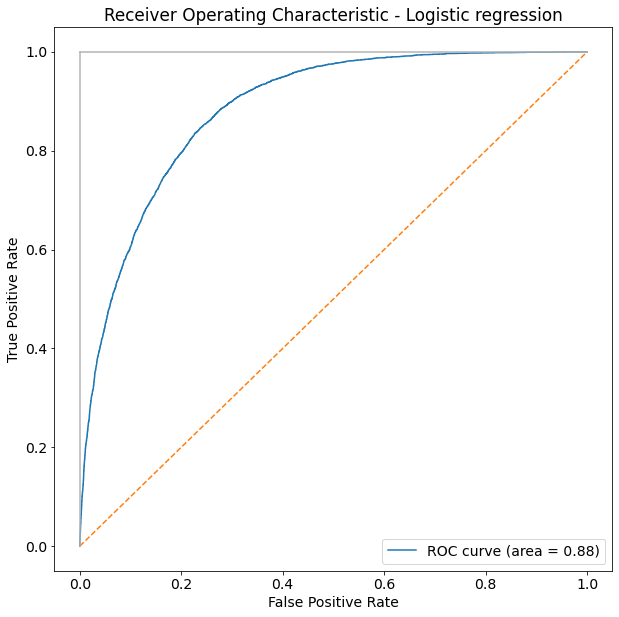 Receiver Operating Characteristic - Logistic regression
1.0
0.8
0.6
0.4
0.2
0.0
True Positive Rate
ROC curve (area = 0.88)
0.0 0.2 0.4 0.6 0.8 1.0
False Positive Rate